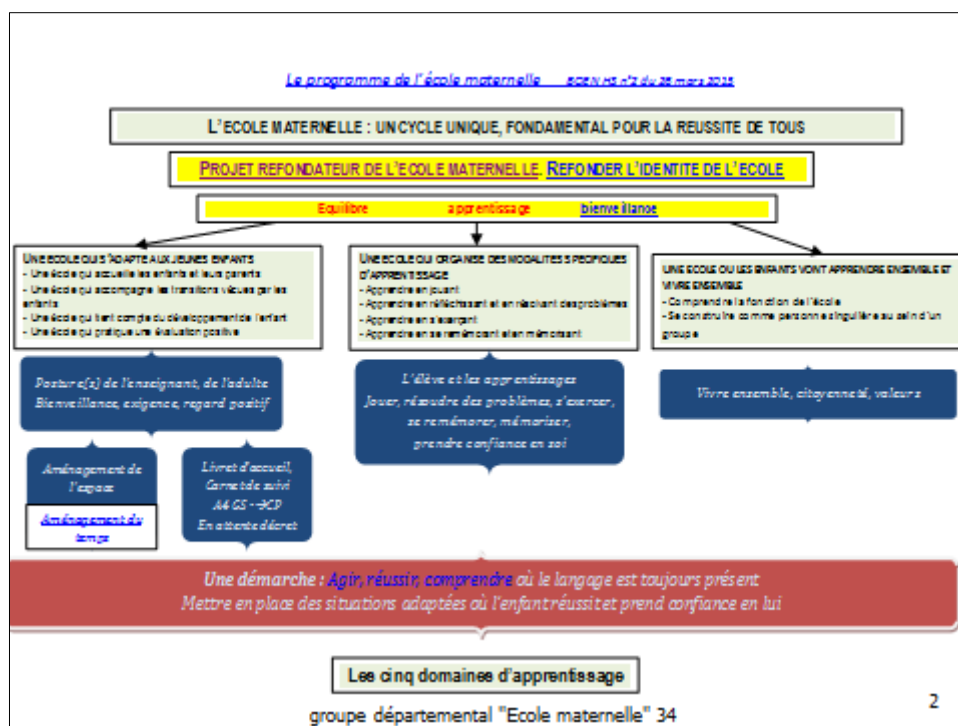 Le programme de l'école maternelle BOEN HS n°2 du 26 mars 2015
L'ECOLE MATERNELLE : UN CYCLE UNIQUE, FONDAMENTAL POUR LA REUSSITE DE TOUS
PROJET REFONDATEUR DE L'ECOLE MATERNELLE. REFONDER L'IDENTITE DE L'ECOLE
Equilibre apprentissage bienveillance
UNE ECOLE QUI S'ADAPTE AUX JEUNES ENFANTS
- Une école qui accueille les enfants et leurs parents
- Une école qui accompagne les transitions vécues par les
enfants
- Une école qui tient compte du développement de l'enfant
- Une école qui pratique une évaluation positive
UNE ECOLE QUI ORGANISE DES MODALITES SPECIFIQUES
D'APPRENTISSAGE
- Apprendre en jouant
- Apprendre en réfléchissant et en résolvant des problèmes
- Apprendre en s'exerçant
- Apprendre en se remémorant et en mémorisant
UNE ECOLE OU LES ENFANTS VONT APPRENDRE ENSEMBLE ET
VIVRE ENSEMBLE
- Comprendre la fonction de l'école
- Se construire comme personne singulière au sein d'un
groupe
Posture(s) de l'enseignant, de l'adulte
Bienveillance, exigence, regard positif
L'élève et les apprentissages
Jouer, résoudre des problèmes, s'exercer,
se remémorer, mémoriser,
prendre confiance en soi
Vivre ensemble, citoyenneté, valeurs
Aménagement de
l'espace
Aménagement du
temps
Livret d'accueil,
Carnet de suivi
A4 GS-→CP
En attente décret
Une démarche : Agir, réussir, comprendre où le langage est toujours présent
Mettre en place des situations adaptées où l'enfant réussit et prend confiance en lui
Les cinq domaines d'apprentissage
groupe départemental "Ecole maternelle" 34
2